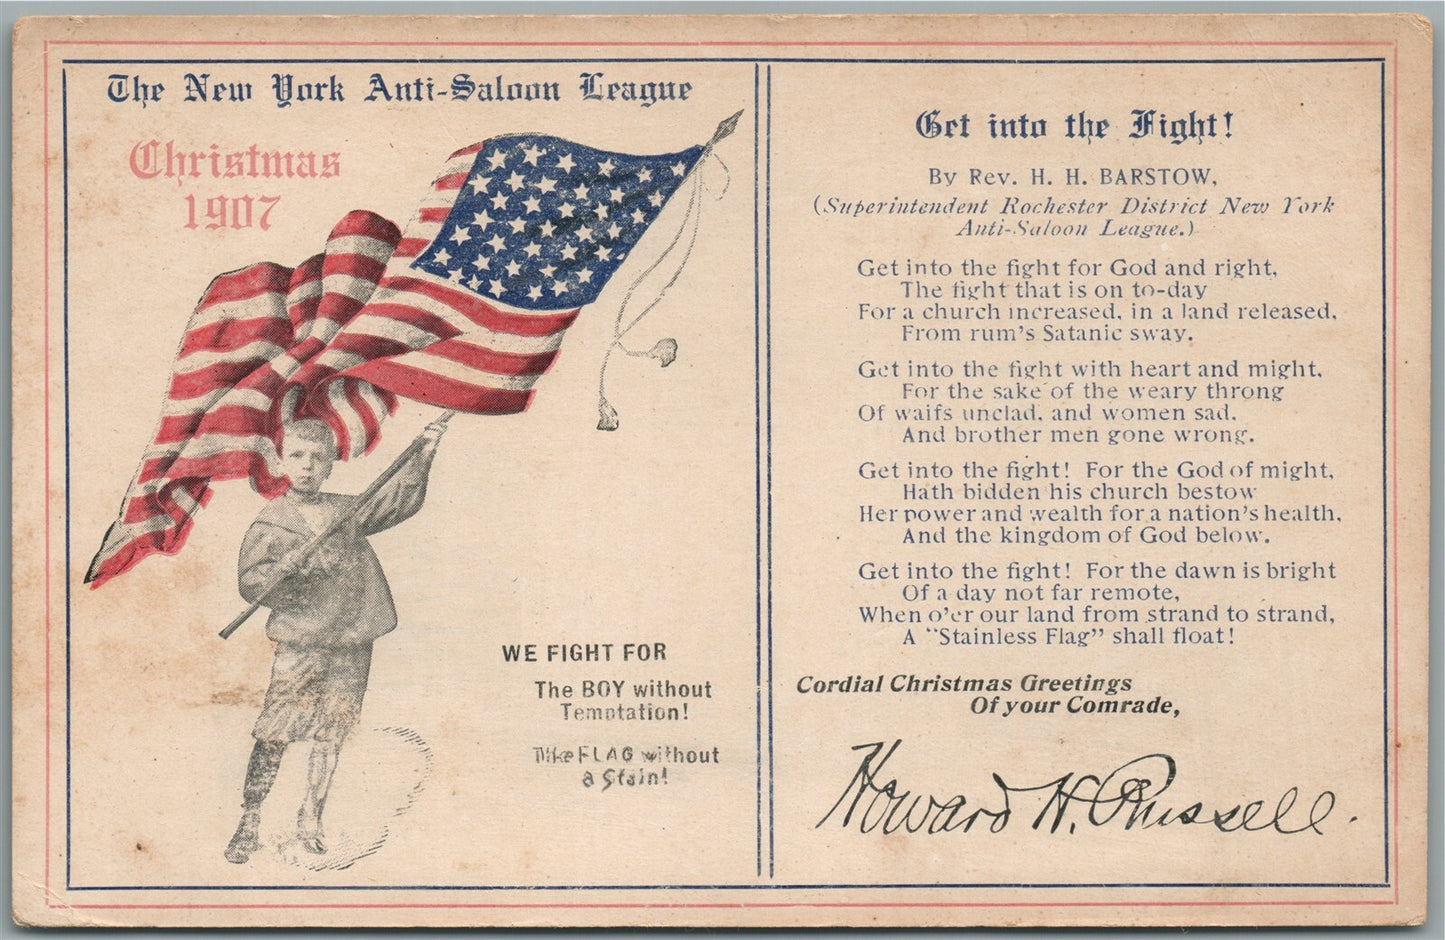 The New York Anti-Saloon League
Christmas
1907
WE FIGHT FOR
The BOY without
Temptation!
The FLAG without
a Stain!
Get into the Fight!
By Rev. H. H. BARSTOW,
(Superintendent Rochester District New York
Anti-Saloon League.)
Get into the fight for God and right,
The fight that is on to-day
For a church increased, in a land released,
From rum's Satanic sway.
Get into the fight with heart and might,
For the sake of the weary throng
Of waifs unclad, and women sad,
And brother men gone wrong.
Get into the fight! For the God of might,
Hath bidden his church bestow
Her power and wealth for a nation's health,
And the kingdom of God below.
Get into the fight! For the dawn is bright
Of a day not far remote,
When o'er our land from strand to strand,
A "Stainless Flag" shall float!
Cordial Christmas Greetings
Of your Comrade,
Howard H. Russell.